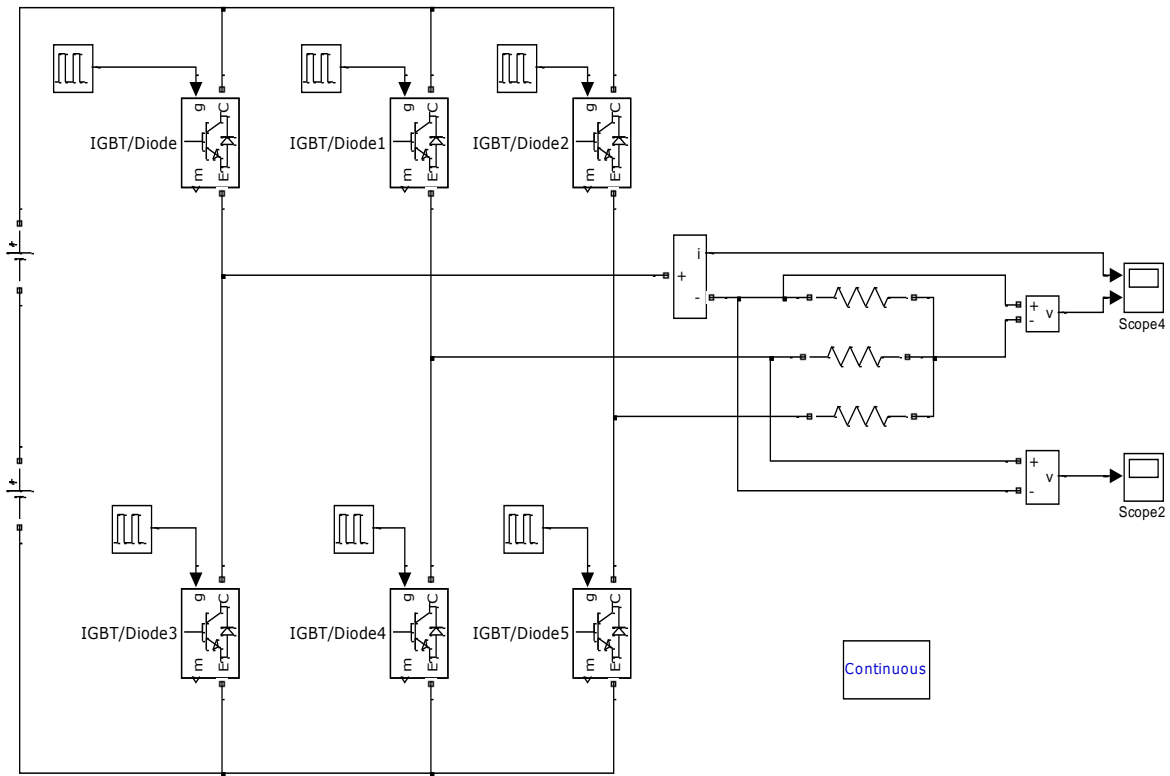 g C
IGBT/Diode
m E
g C
IGBT/Diode1
m E
g C
IGBT/Diode2
m E
+
i
+
-
+
-
v
Scope4
+
+
-
v
Scope2
g C
IGBT/Diode3
m E
g C
IGBT/Diode4
m E
g C
IGBT/Diode5
m E
Continuous